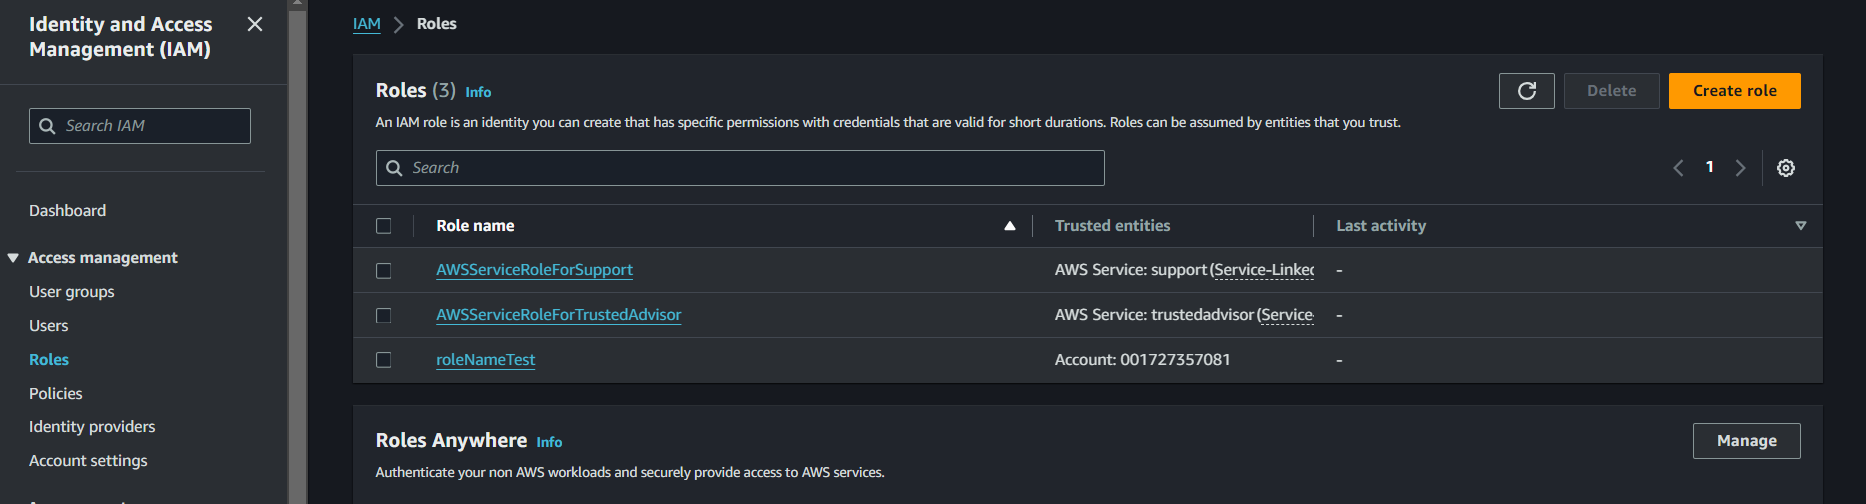 Identity and Access
Management (IAM)
Search IAM
Dashboard
Access management
User groups
Users
Roles
Policies
Identity providers
Account settings
IAM > Roles
Roles (3) Info
Delete
Create role
An IAM role is an identity you can create that has specific permissions with credentials that are valid for short durations. Roles can be assumed by entities that you trust.
Search
1
Role name Trusted entities Last activity
AWSServiceRoleForSupport AWS Service: support (Service-Linked -
AWSServiceRoleForTrustedAdvisor AWS Service: trustedadvisor (Service- -
roleNameTest Account: 001727357081 -
Roles Anywhere Info
Manage
Authenticate your non AWS workloads and securely provide access to AWS services.